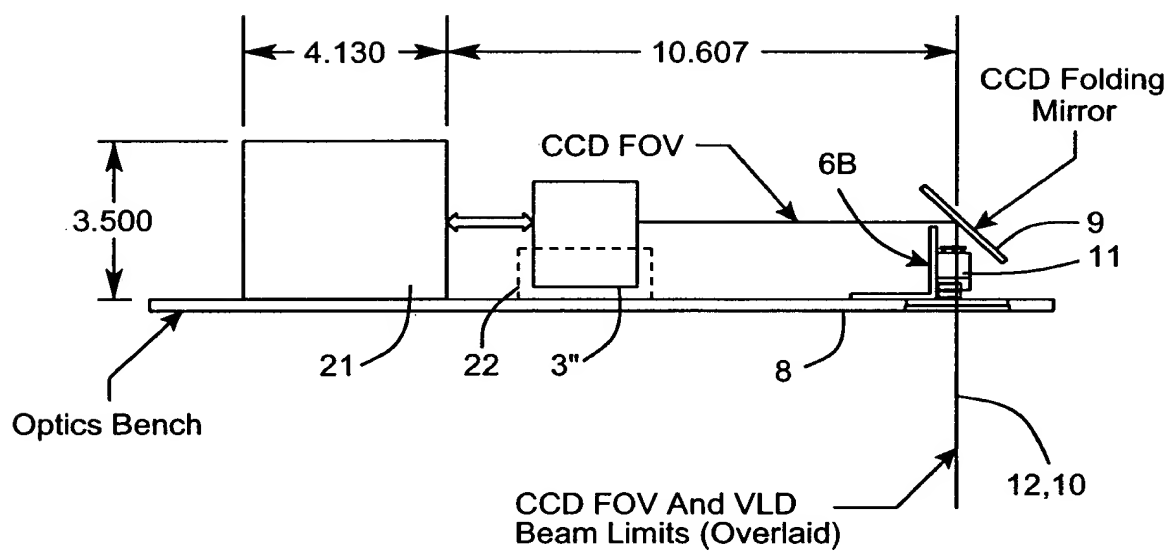 4.130
10.607
CCD Folding
Mirror
CCD FOV
6B
9
3.500
11
21
22
3"
8
Optics Bench
12,10
CCD FOV And VLD
Beam Limits (Overlaid)